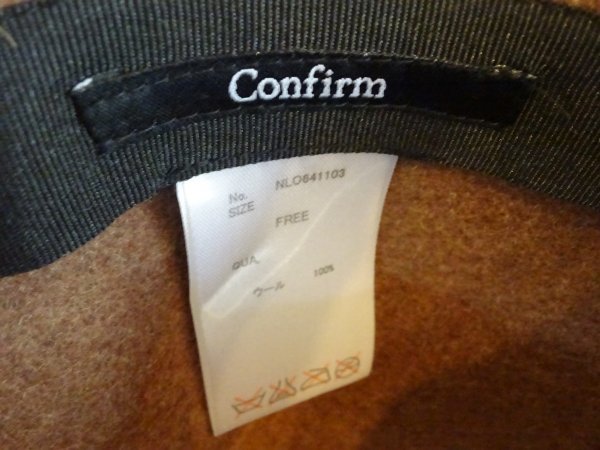 Confirm
No. NLO641103
SIZE
FREE
QUA.
ウール 100%